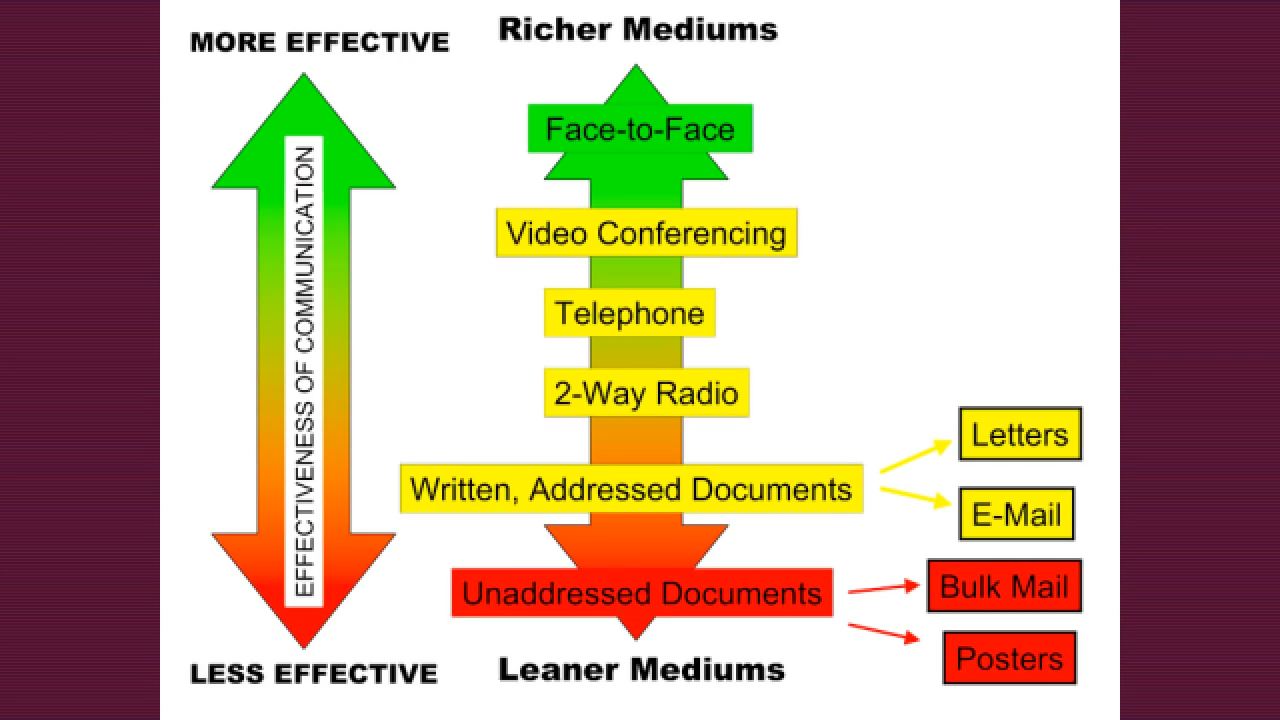 MORE EFFECTIVE
Richer Mediums
EFFECTIVENESS OF COMMUNICATION
Face-to-Face
Video Conferencing
Telephone
2-Way Radio
Written, Addressed Documents
Letters
E-Mail
Unaddressed Documents
Bulk Mail
Posters
LESS EFFECTIVE
Leaner Mediums